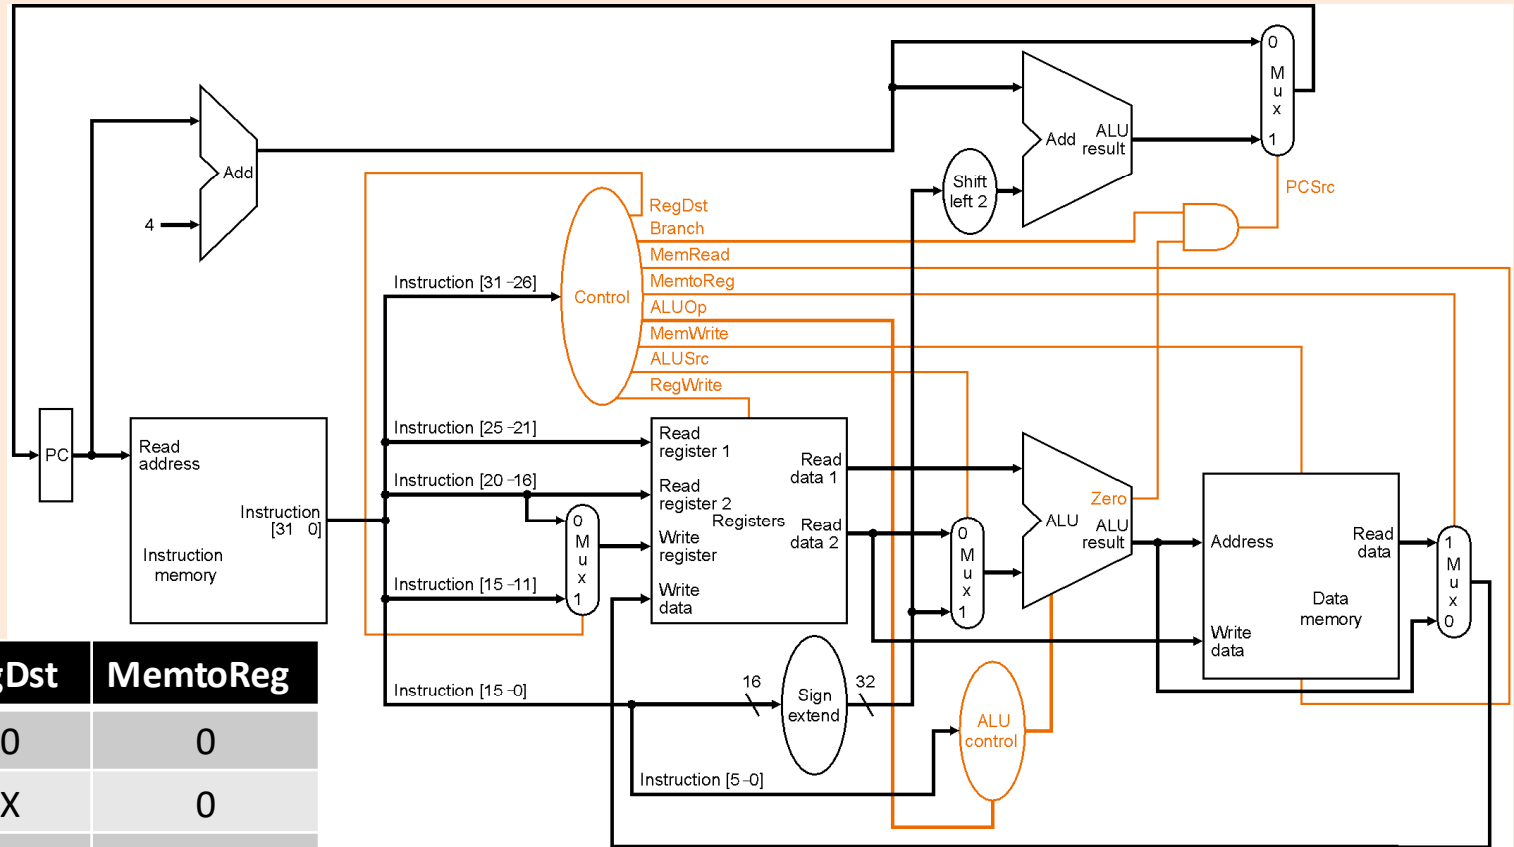 0
M
u
x
1
Add
ALU
result
Add
Shift
left 2
PCSrc
4
RegDst
Branch
MemRead
MemtoReg
ALUOp
MemWrite
ALUSrc
RegWrite
Control
Instruction [31–26]
PC
Read
address
Instruction
[31 0]
Instruction
memory
Instruction [25–21]
Instruction [20–16]
Instruction [15–11]
0
M
u
x
1
Read
register 1
Read
register 2
Write
register
Write
data
Registers
Read
data 1
Read
data 2
0
M
u
x
1
Zero
ALU
ALU
result
Address
Write
data
Read
data
Data
memory
1
M
u
x
0
Instruction [15–0]
16
Sign
extend
32
ALU
control
Instruction [5–0]
gDst MemtoReg
0 0
X 0